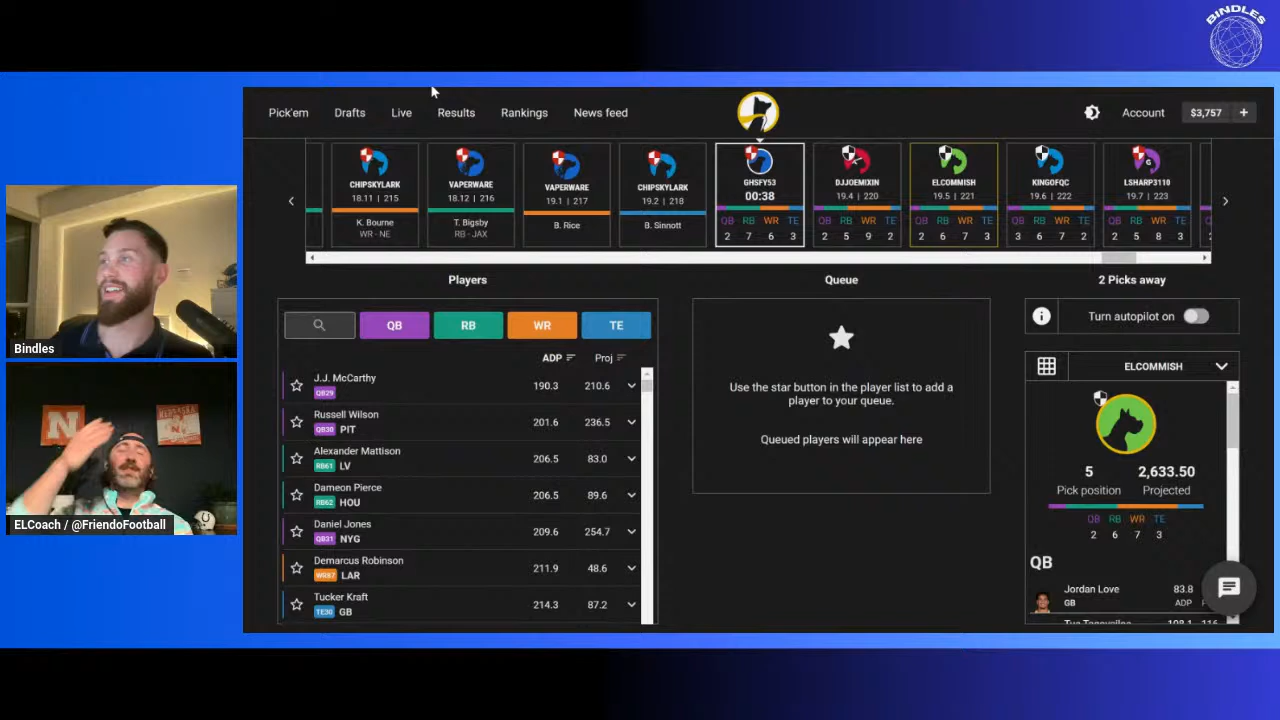 BINDLES
Pick'em Drafts Live Results Rankings News feed Account $3,757 +
CHIPSKYLARK
18.11 | 215
K. Bourne
WR - NE
VAPERWARE
18.12 | 216
T. Bigsby
RB - JAX
VAPERWARE
19.1 | 217
B. Rice
CHIPSKYLARK
19.2 | 218
B. Sinnott
GHSFY53
00:38
QB RB WR TE
2 7 6 3
DJJOEMIXIN
19.4 | 220
QB RB WR TE
2 5 9 2
ELCOMMISH
19.5 | 221
QB RB WR TE
2 6 7 3
KINGOFQC
19.6 | 222
QB RB WR TE
3 6 7 2
LSHARP3110
19.7 | 223
QB RB WR TE
2 5 8 3
Players
QB RB WR TE
ADP Proj
J.J. McCarthy
QB29
190.3 210.6
Russell Wilson
QB30 PIT
201.6 236.5
Alexander Mattison
RB61 LV
206.5 83.0
Dameon Pierce
RB62 HOU
206.5 89.6
Daniel Jones
QB31 NYG
209.6 254.7
Demarcus Robinson
WR87 LAR
211.9 48.6
Tucker Kraft
TE30 GB
214.3 87.2
Queue
Use the star button in the player list to add a
player to your queue.
Queued players will appear here
2 Picks away
Turn autopilot on
ELCOMMISH
5 2,633.50
Pick position Projected
QB RB WR TE
2 6 7 3
QB
Jordan Love 83.8
GB ADP
Bindles
N
ELCoach / @FriendoFootball